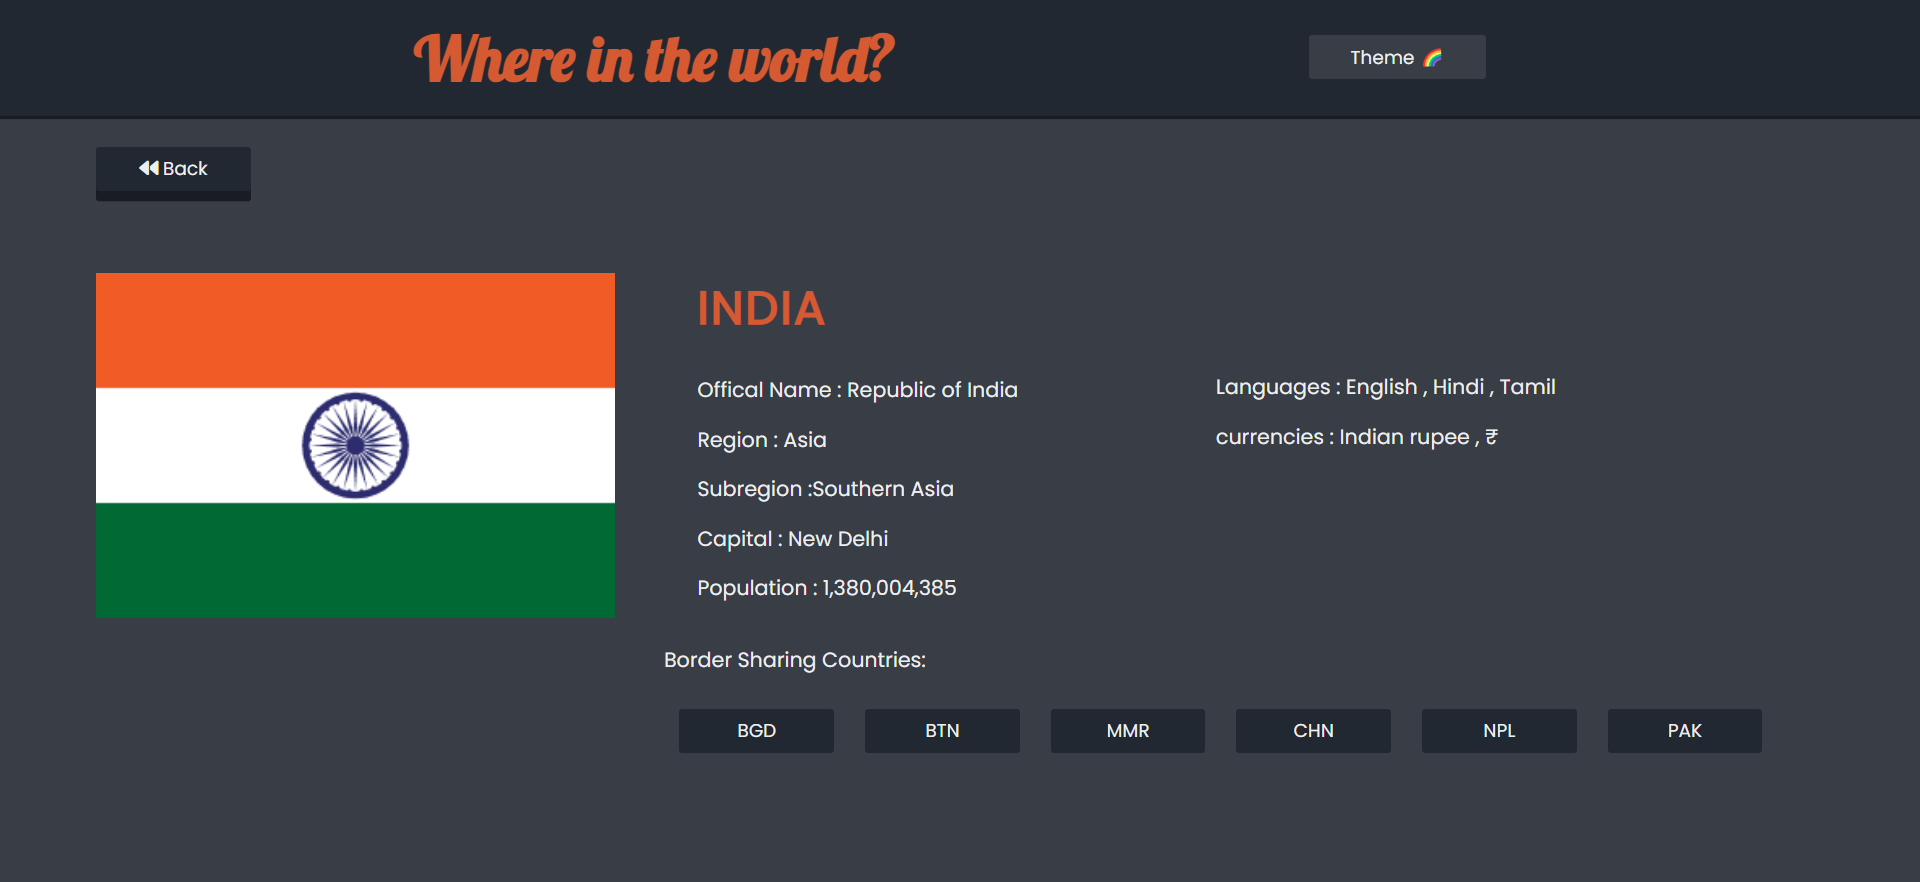 Where in the world?
Theme 🌈
Back
INDIA
Offical Name : Republic of India
Region : Asia
Subregion :Southern Asia
Capital : New Delhi
Population : 1,380,004,385
Languages : English , Hindi , Tamil
currencies : Indian rupee , ₹
Border Sharing Countries:
BGD BTN MMR CHN NPL PAK